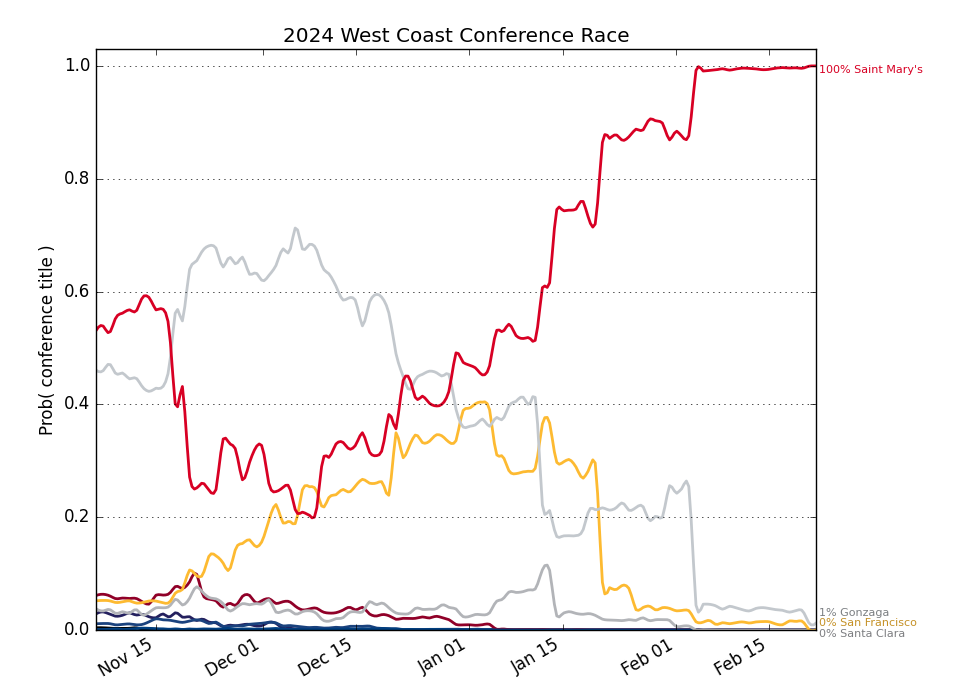 2024 West Coast Conference Race
1.0
0.8
0.6
0.4
0.2
0.0
Prob( conference title )
100% Saint Mary's
1% Gonzaga
0% San Francisco
0% Santa Clara
Nov 15
Dec 01
Dec 15
Jan 01
Jan 15
Feb 01
Feb 15